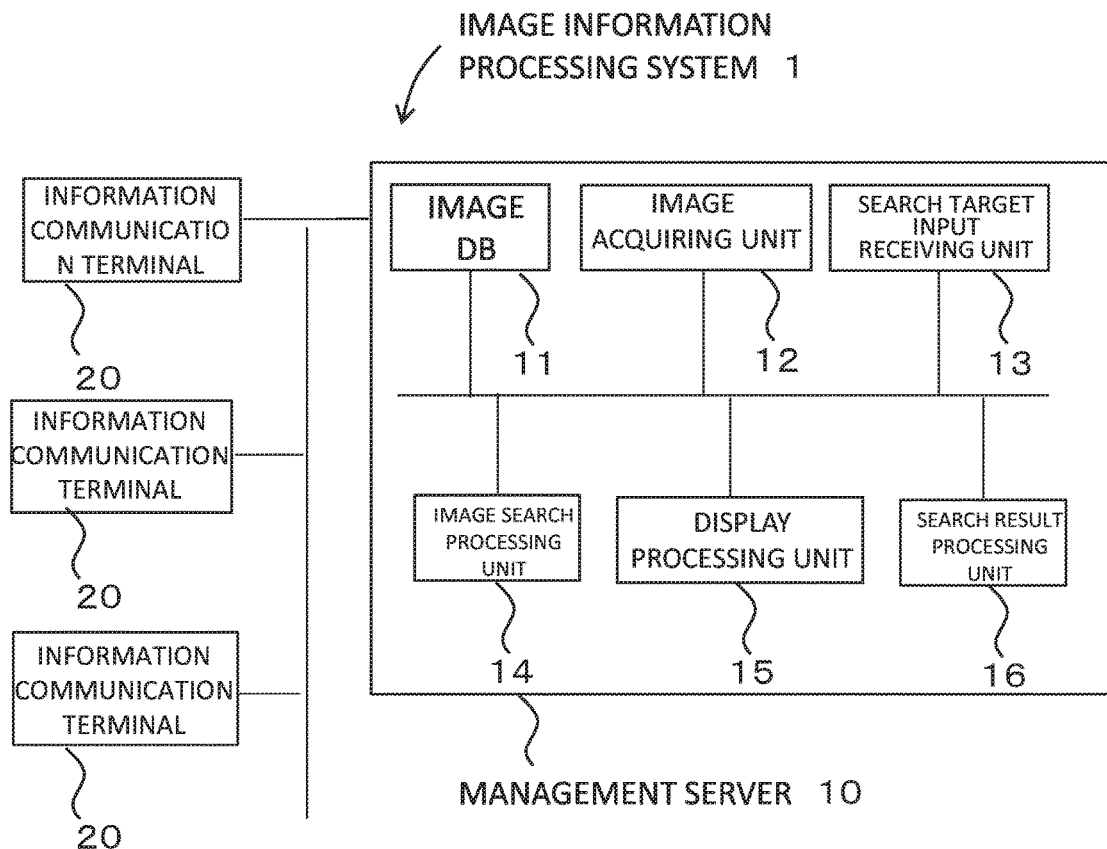 IMAGE INFORMATION
PROCESSING SYSTEM 1
INFORMATION
COMMUNICATIO
N TERMINAL
20
INFORMATION
COMMUNICATION
TERMINAL
20
INFORMATION
COMMUNICATION
TERMINAL
20
IMAGE
DB
11
IMAGE
ACQUIRING UNIT
12
SEARCH TARGET
INPUT
RECEIVING UNIT
13
IMAGE SEARCH
PROCESSING
UNIT
14
DISPLAY
PROCESSING UNIT
15
SEARCH RESULT
PROCESSING
UNIT
16
MANAGEMENT SERVER 10